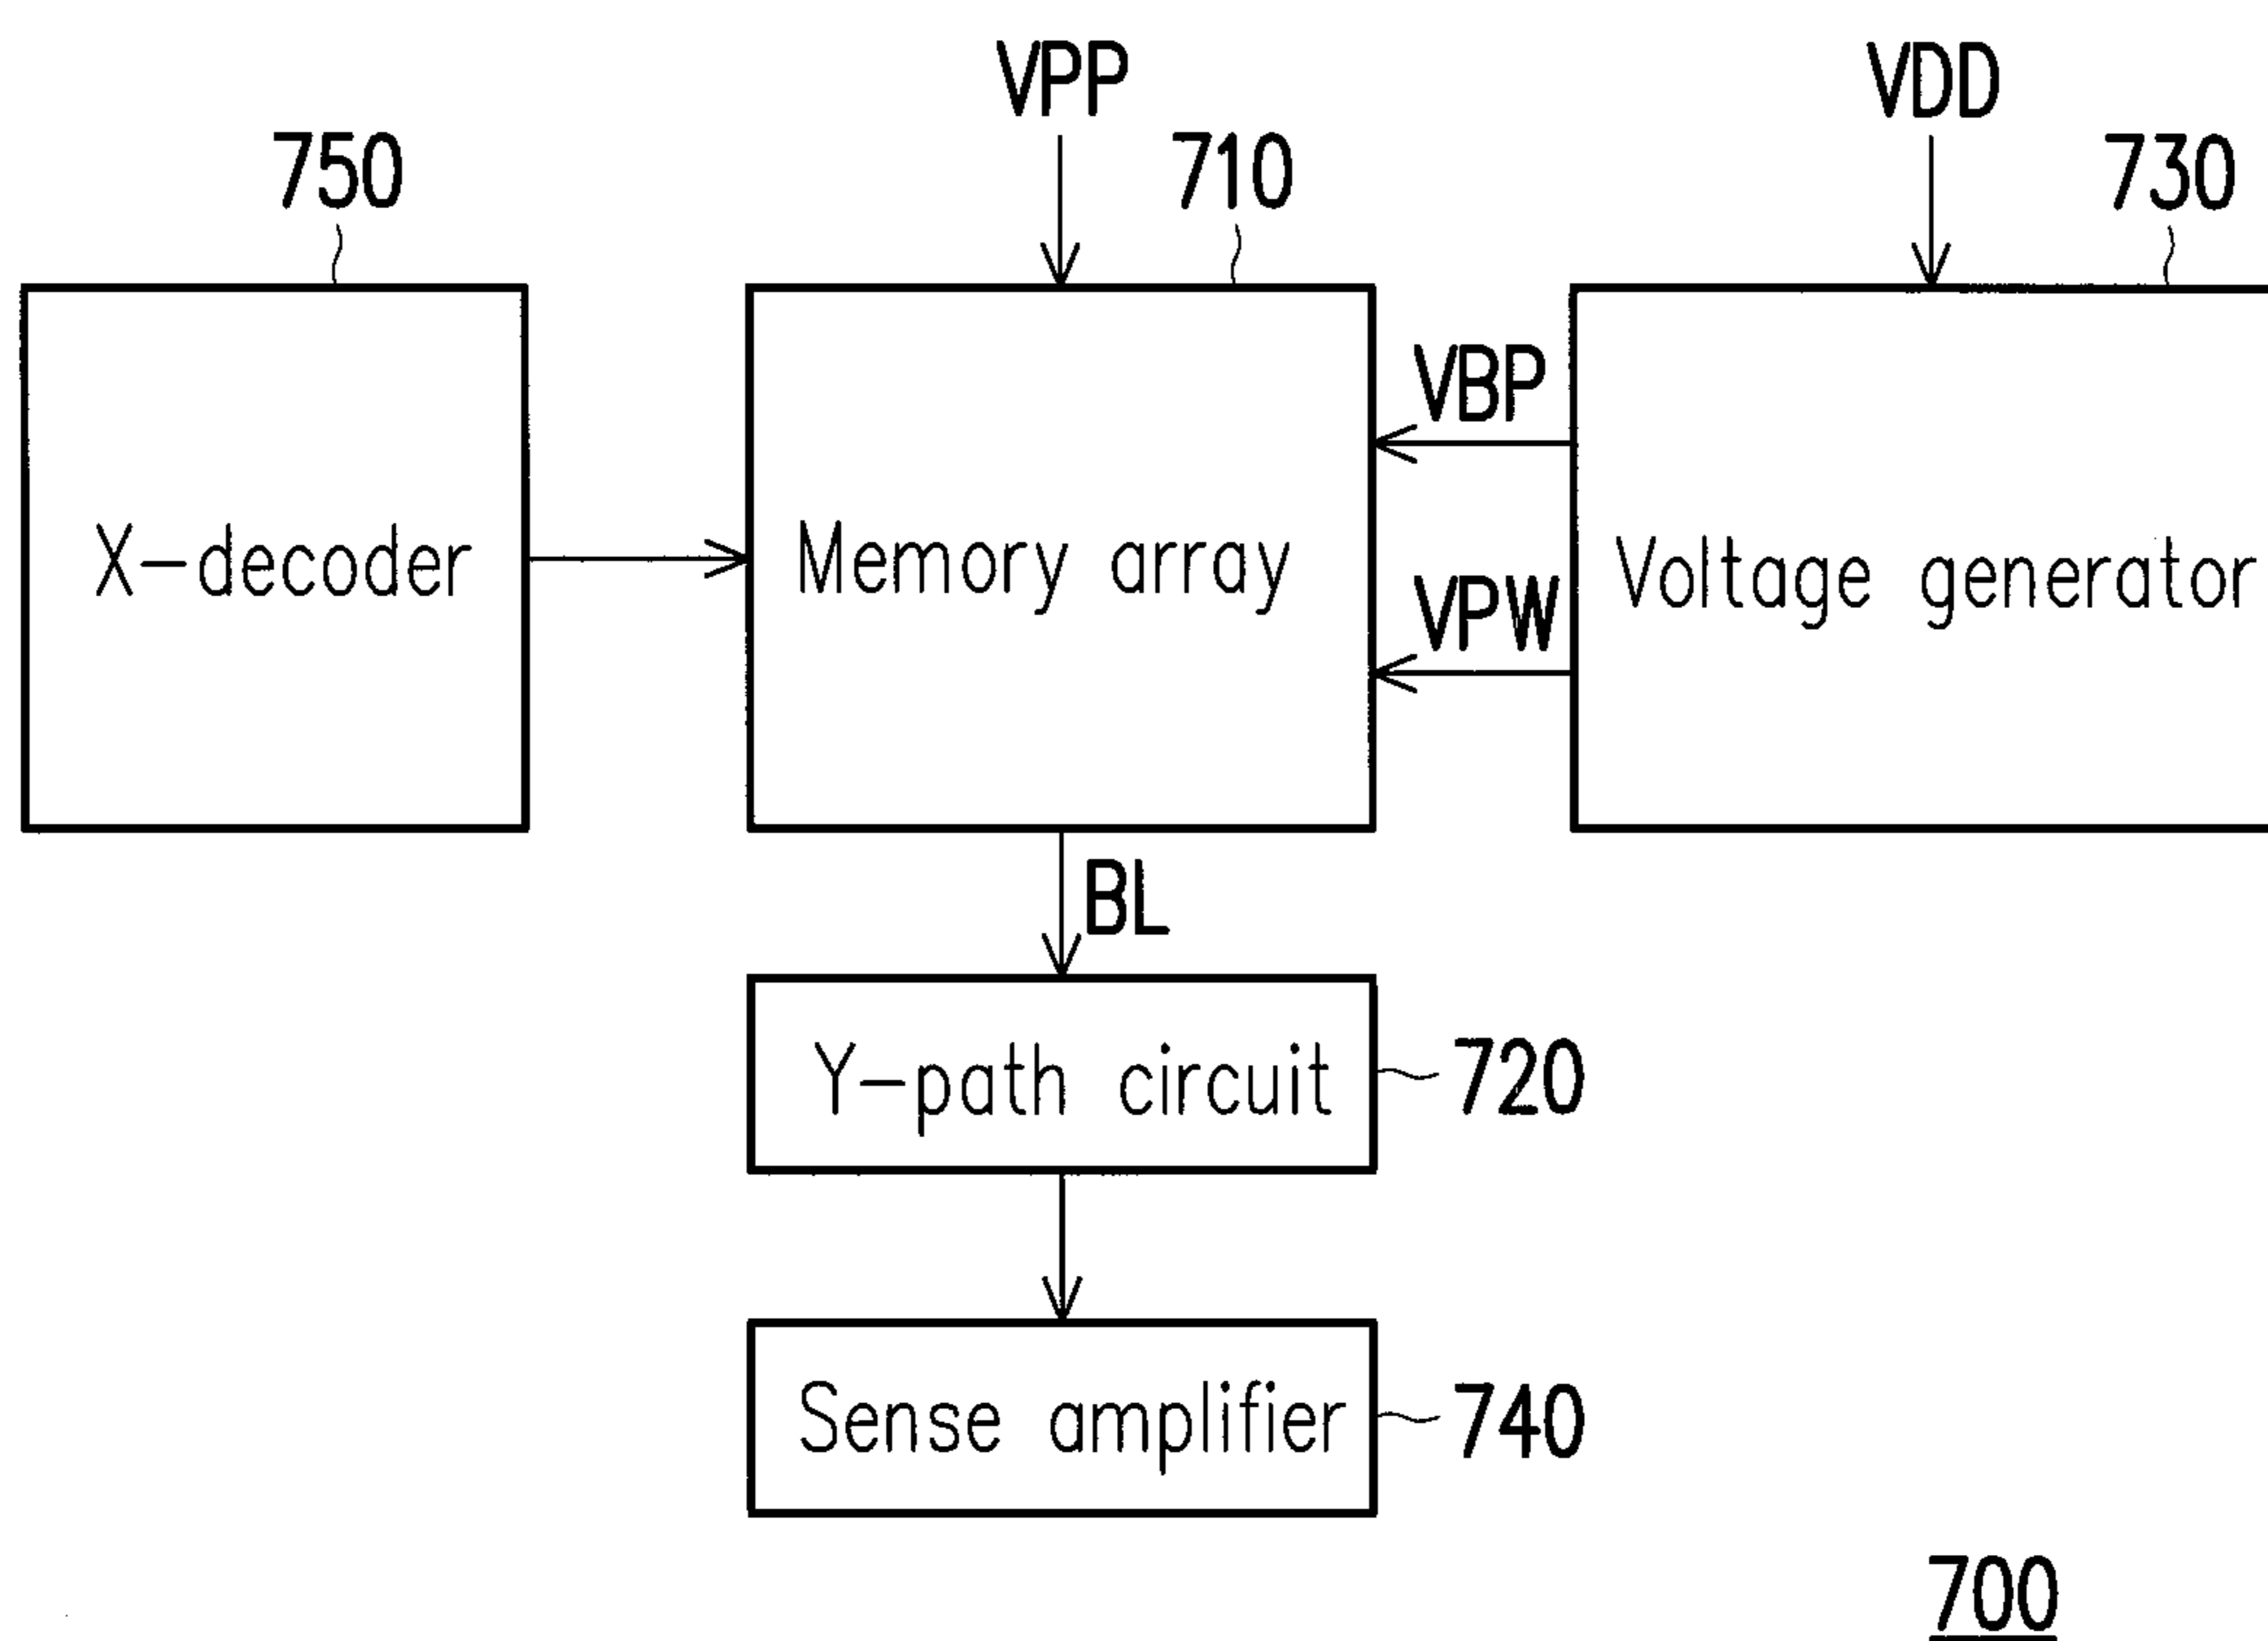 VPP
VDD
750
710
730
VBP
X-decoder
Memory array
Voltage generator
VPW
BL
Y-path circuit
720
Sense amplifier
740
700